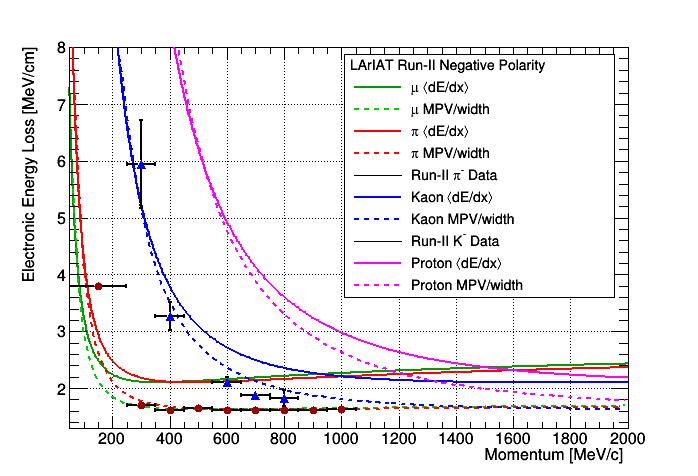 Electronic Energy Loss [MeV/cm]
8
7
6
5
4
3
2
LArIAT Run-II Negative Polarity
μ ⟨dE/dx⟩
μ MPV/width
π ⟨dE/dx⟩
π MPV/width
Run-II π⁻ Data
Kaon ⟨dE/dx⟩
Kaon MPV/width
Run-II K⁻ Data
Proton ⟨dE/dx⟩
Proton MPV/width
200 400 600 800 1000 1200 1400 1600 1800 2000
Momentum [MeV/c]